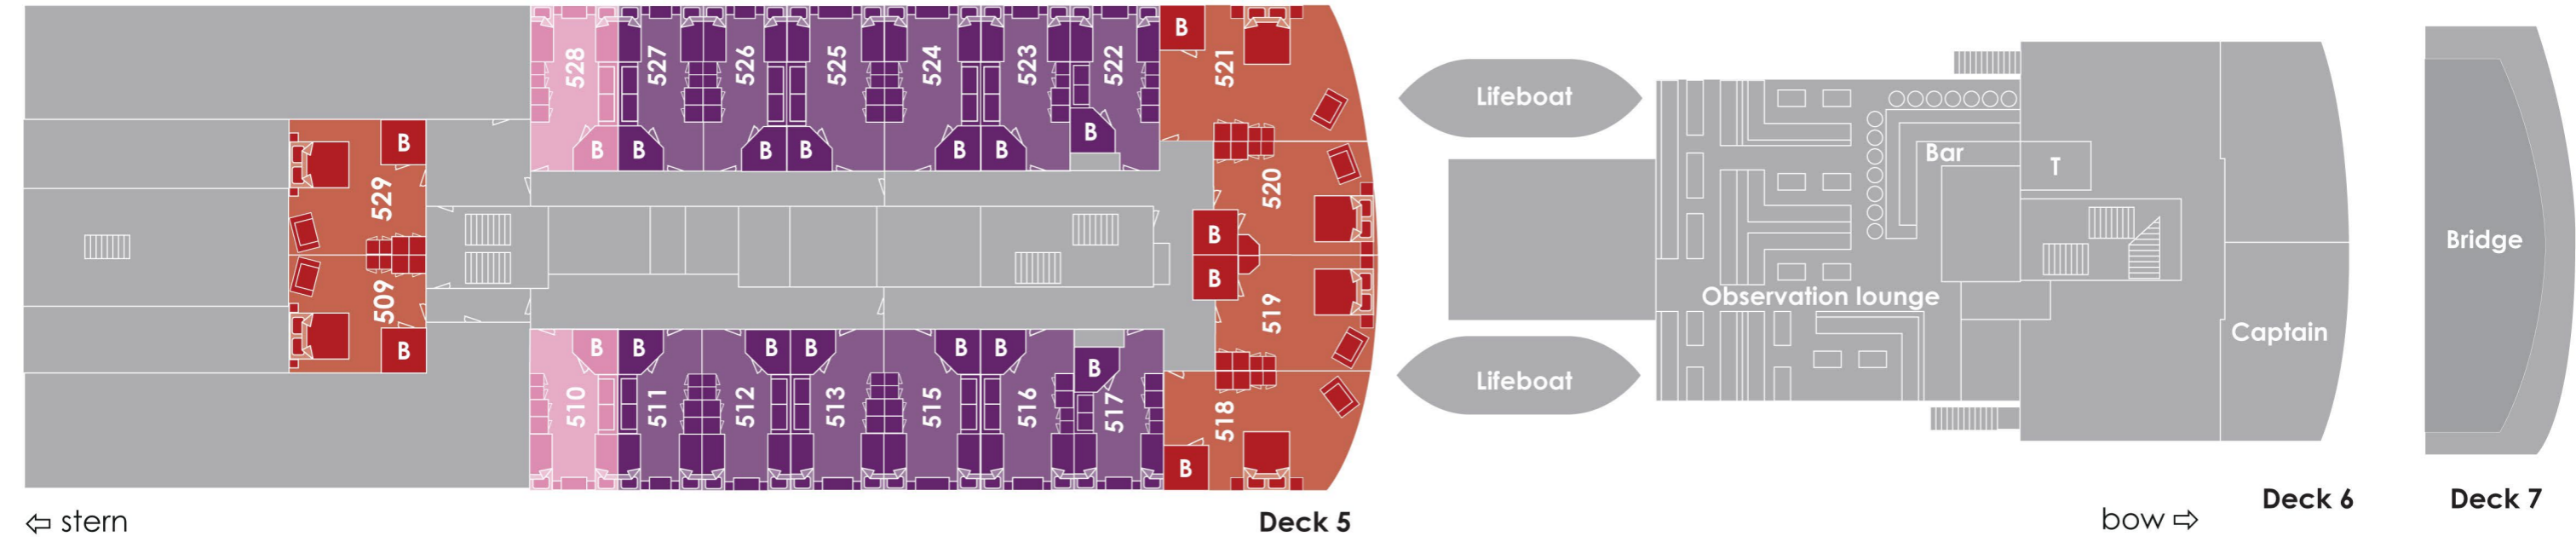 528
527
526
525
524
523
522
521
B
B
B
B
B
B
B
B
529
B
509
B
520
B
519
B
510
511
512
513
515
516
517
518
B
B
B
B
B
B
B
B
Lifeboat
Lifeboat
Bar
T
Observation lounge
Captain
Bridge
⇦ stern
Deck 5
bow ⇨
Deck 6
Deck 7